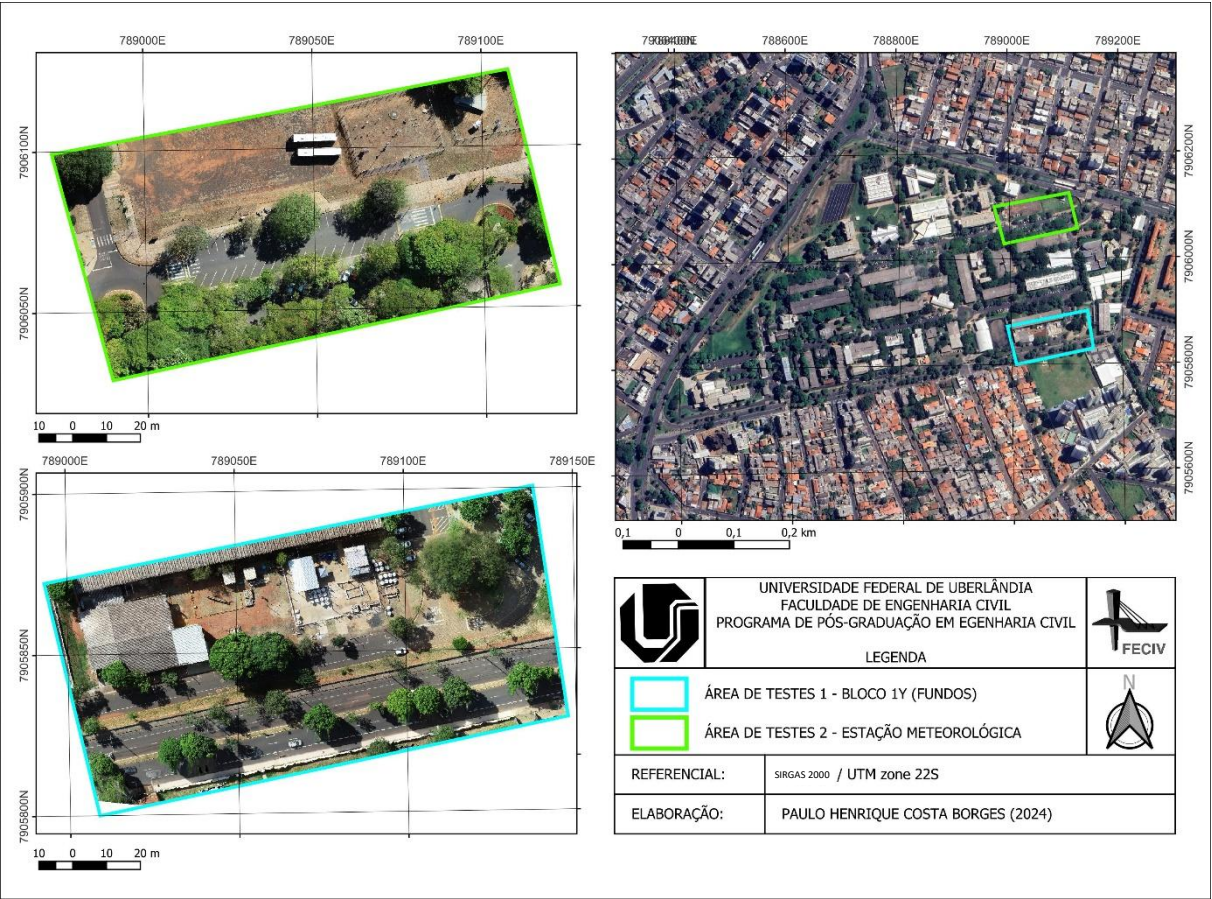 789000E
789050E
789100E
7906100N
7906050N
10 0 10 20 m
789000E
789050E
789100E
789150E
7905900N
7905850N
7905800N
10 0 10 20 m
788600E
788800E
789000E
789200E
7906200N
7906000N
7905800N
7905600N
0,1 0 0,1 0,2 km
UNIVERSIDADE FEDERAL DE UBERLÂNDIA
FACULDADE DE ENGENHARIA CIVIL
PROGRAMA DE PÓS-GRADUAÇÃO EM EGENHARIA CIVIL
LEGENDA
FECIV
ÁREA DE TESTES 1 - BLOCO 1Y (FUNDOS)
ÁREA DE TESTES 2 - ESTAÇÃO METEOROLÓGICA
N
REFERENCIAL:
SIRGAS 2000 / UTM zone 22S
ELABORAÇÃO:
PAULO HENRIQUE COSTA BORGES (2024)